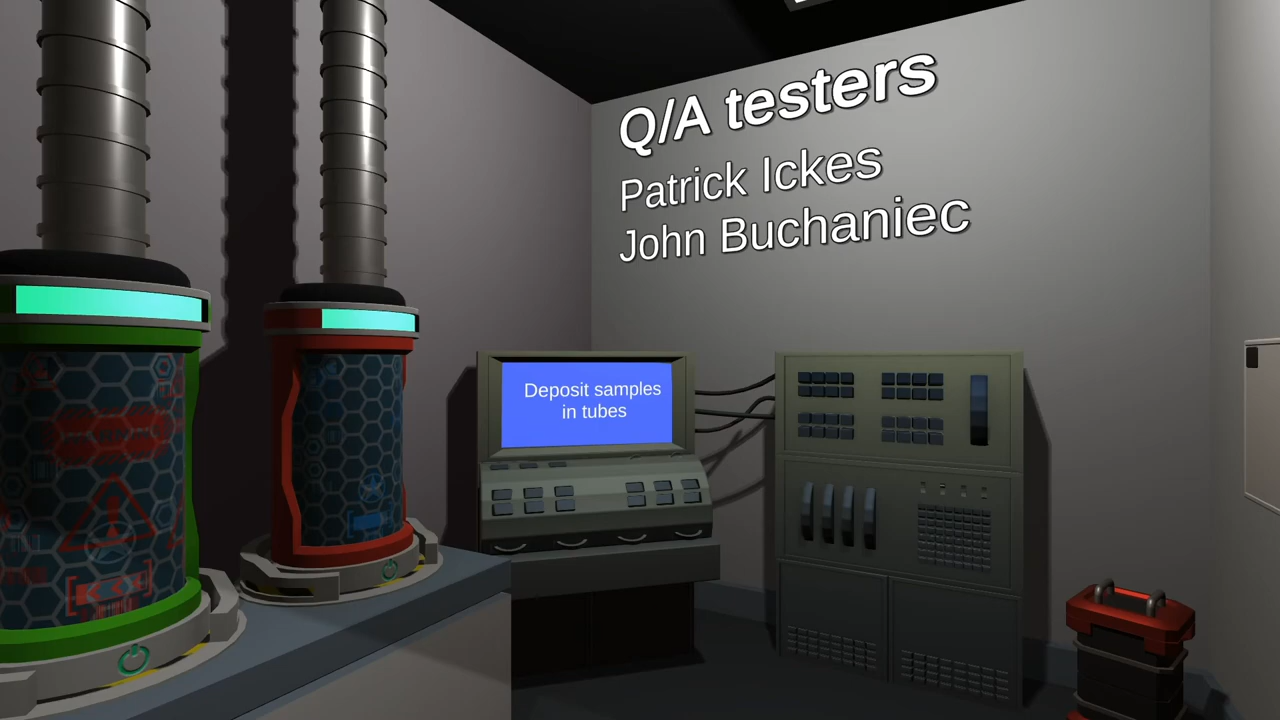 Q/A testers
Patrick Ickes
John Buchaniec
Deposit samples
in tubes